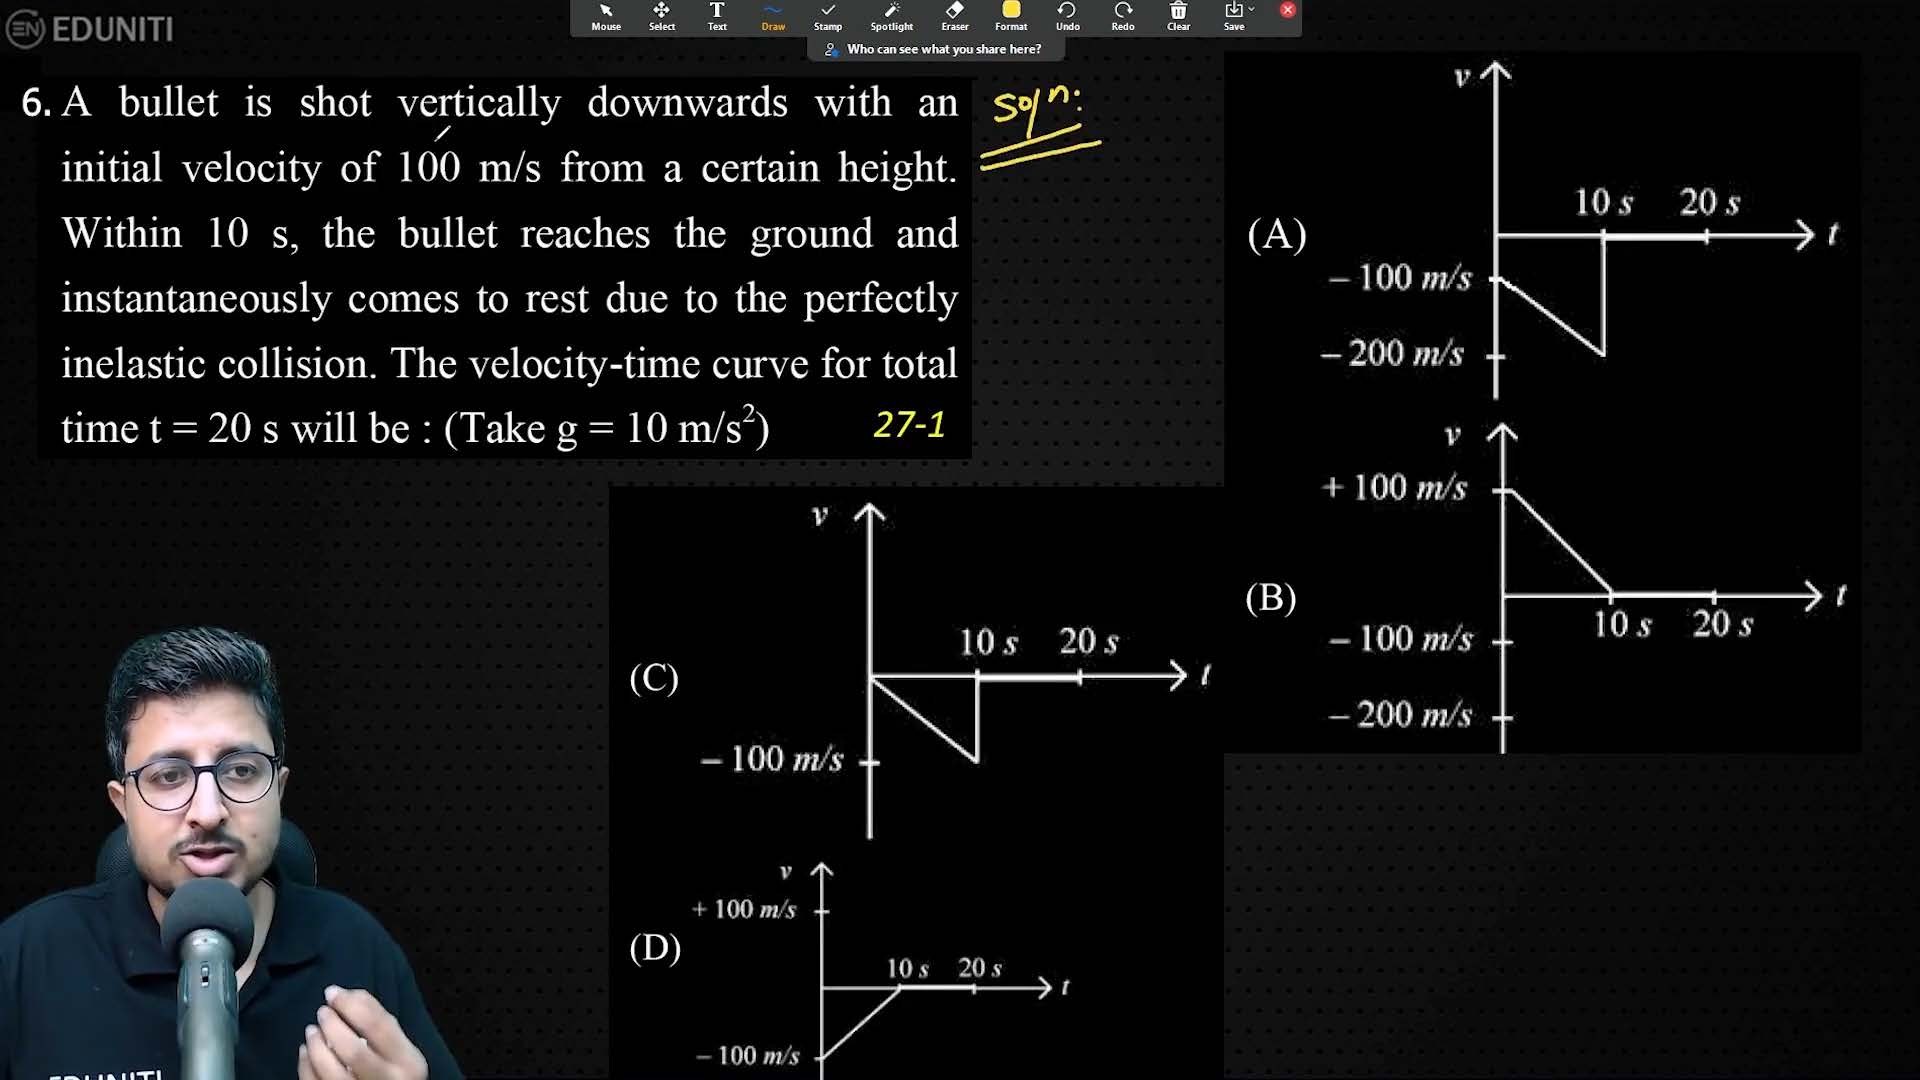 EN EDUNITI
Mouse Select Text Draw Stamp Spotlight Eraser Format Undo Redo Clear Save
Who can see what you share here?
6. A bullet is shot vertically downwards with an
initial velocity of 100 m/s from a certain height.
Within 10 s, the bullet reaches the ground and
instantaneously comes to rest due to the perfectly
inelastic collision. The velocity-time curve for total
time t = 20 s will be : (Take g = 10 m/s²) 27-1
Soln:
(A)
v
10 s 20 s
t
– 100 m/s
– 200 m/s
(B)
v
+ 100 m/s
t
10 s 20 s
– 100 m/s
– 200 m/s
(C)
v
10 s 20 s
t
– 100 m/s
(D)
v
+ 100 m/s
10 s 20 s
t
– 100 m/s
EDUNITI